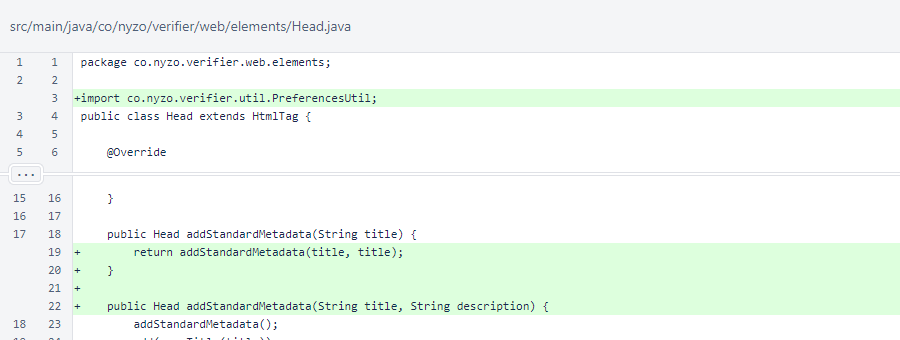 src/main/java/co/nyzo/verifier/web/elements/Head.java
1 1 package co.nyzo.verifier.web.elements;
2 2
3 +import co.nyzo.verifier.util.PreferencesUtil;
3 4 public class Head extends HtmlTag {
4 5
5 6 @Override
...
15 16 }
16 17
17 18 public Head addStandardMetadata(String title) {
19 + return addStandardMetadata(title, title);
20 + }
21 +
22 + public Head addStandardMetadata(String title, String description) {
18 23 addStandardMetadata();